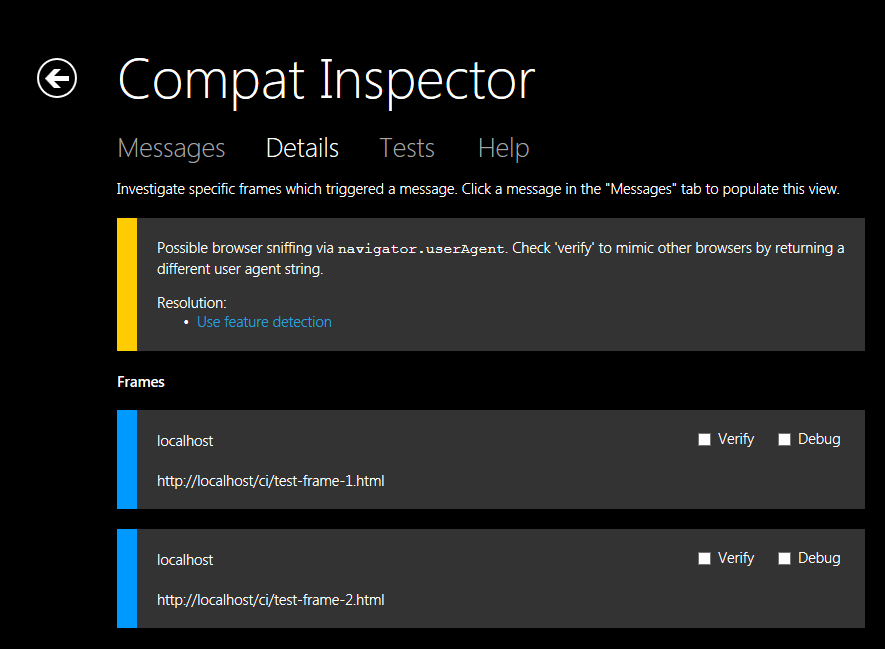 Compat Inspector
Messages Details Tests Help
Investigate specific frames which triggered a message. Click a message in the "Messages" tab to populate this view.
Possible browser sniffing via navigator.userAgent. Check 'verify' to mimic other browsers by returning a
different user agent string.
Resolution:
• Use feature detection
Frames
localhost Verify Debug
http://localhost/ci/test-frame-1.html
localhost Verify Debug
http://localhost/ci/test-frame-2.html